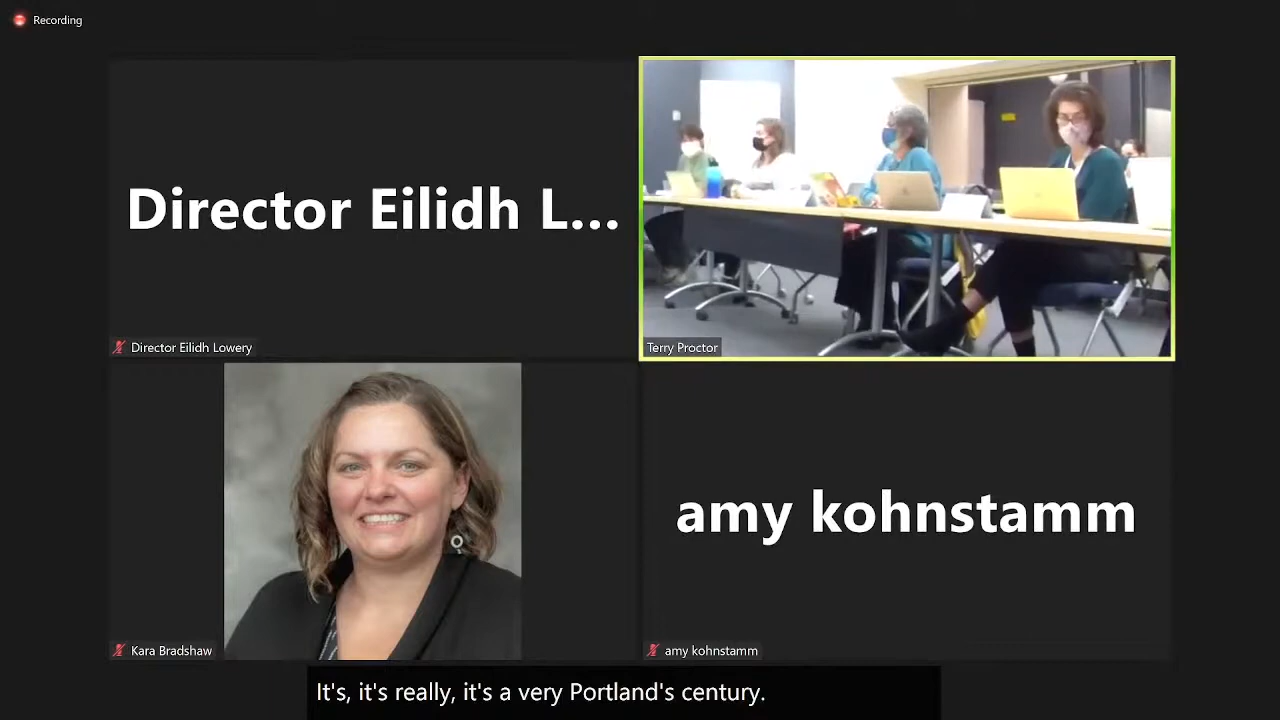 Recording
Director Eilidh L...
Director Eilidh Lowery
Terry Proctor
Kara Bradshaw
amy kohnstamm
amy kohnstamm
It's, it's really, it's a very Portland's century.